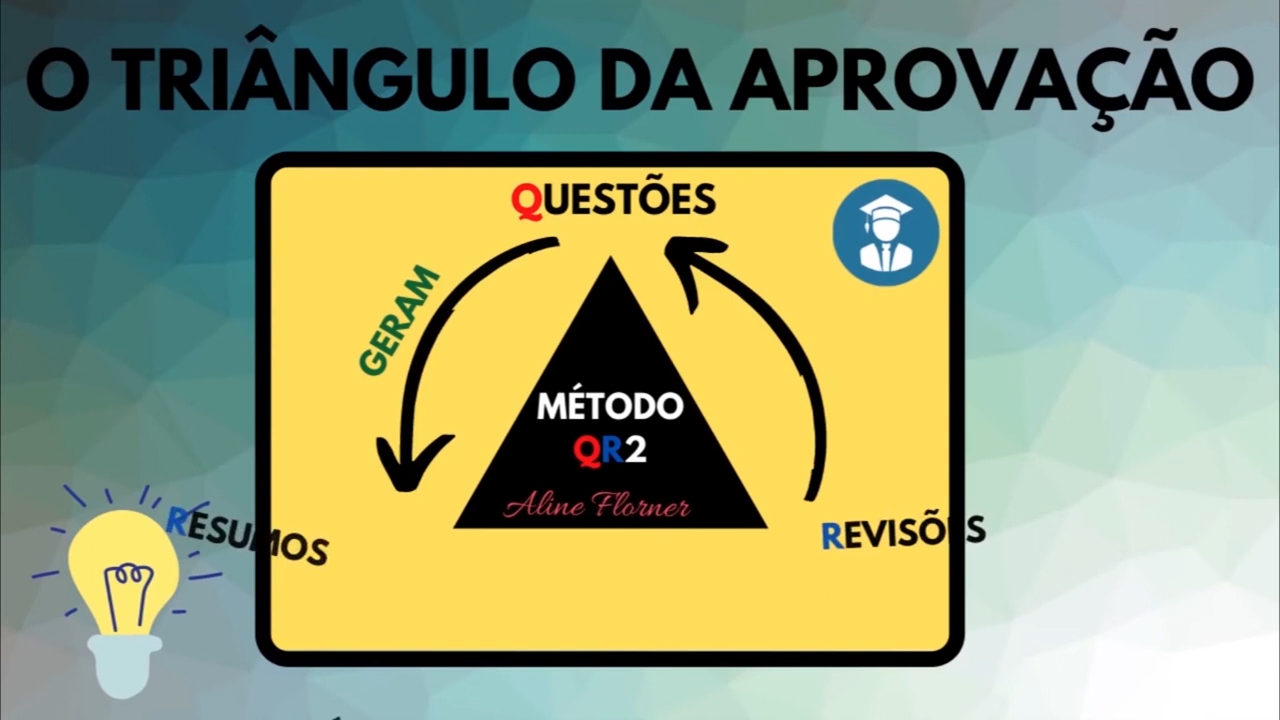 O TRIÂNGULO DA APROVAÇÃO
QUESTÕES
GERAM
MÉTODO
QR2
Aline Florner
RESUMOS
REVISÕES